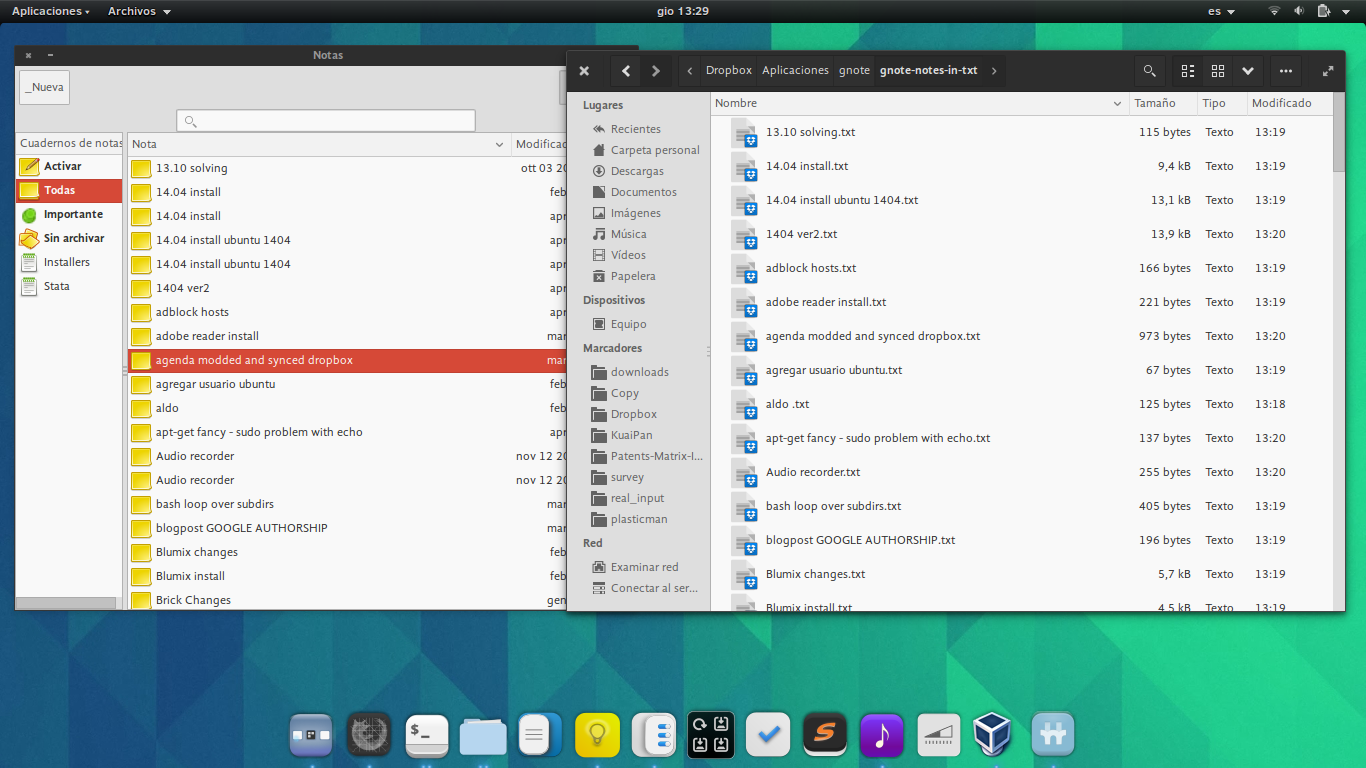 Aplicaciones Archivos gio 13:29 es
Notas
_Nueva
Cuadernos de notas
Activar
Todas
Importante
Sin archivar
Installers
Stata
Nota Modificad
13.10 solving ott 03 20
14.04 install feb
14.04 install apr
14.04 install ubuntu 1404 apr
14.04 install ubuntu 1404 apr
1404 ver2 apr
adblock hosts feb
adobe reader install mar
agenda modded and synced dropbox mar
agregar usuario ubuntu feb
aldo feb
apt-get fancy - sudo problem with echo apr
Audio recorder nov 12 20
Audio recorder nov 12 20
bash loop over subdirs mar
blogpost GOOGLE AUTHORSHIP mar
Blumix changes feb
Blumix install feb
Brick Changes gen
Dropbox Aplicaciones gnote gnote-notes-in-txt
Lugares
Recientes
Carpeta personal
Descargas
Documentos
Imágenes
Música
Vídeos
Papelera
Dispositivos
Equipo
Marcadores
downloads
Copy
Dropbox
KuaiPan
Patents-Matrix-I...
survey
real_input
plasticman
Red
Examinar red
Conectar al ser...
Nombre Tamaño Tipo Modificado
13.10 solving.txt 115 bytes Texto 13:19
14.04 install.txt 9,4 kB Texto 13:19
14.04 install ubuntu 1404.txt 13,1 kB Texto 13:19
1404 ver2.txt 13,9 kB Texto 13:20
adblock hosts.txt 166 bytes Texto 13:19
adobe reader install.txt 221 bytes Texto 13:19
agenda modded and synced dropbox.txt 973 bytes Texto 13:20
agregar usuario ubuntu.txt 67 bytes Texto 13:19
aldo .txt 125 bytes Texto 13:18
apt-get fancy - sudo problem with echo.txt 137 bytes Texto 13:20
Audio recorder.txt 255 bytes Texto 13:20
bash loop over subdirs.txt 405 bytes Texto 13:19
blogpost GOOGLE AUTHORSHIP.txt 196 bytes Texto 13:19
Blumix changes.txt 5,7 kB Texto 13:19
Blumix install.txt 4,5 kB Texto 13:19
$_
S